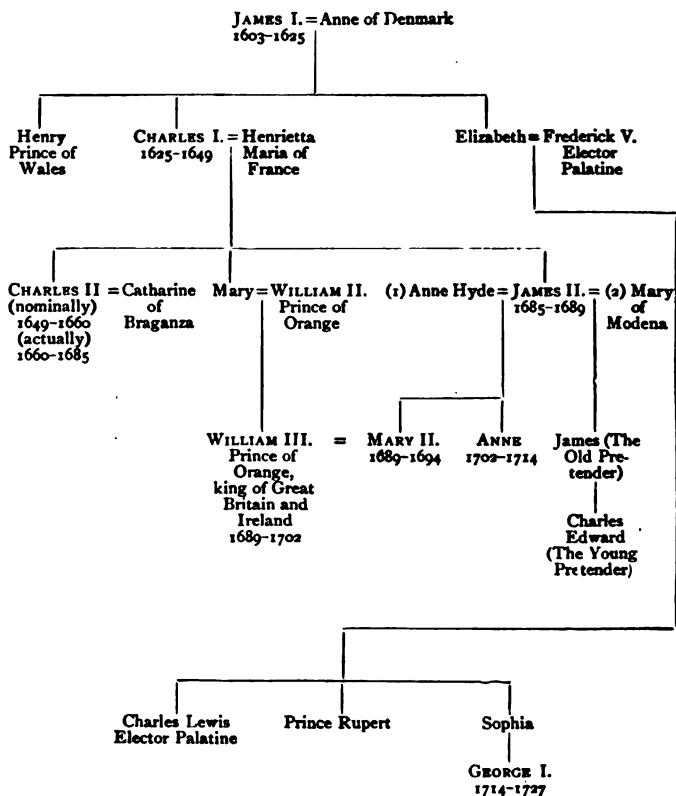 JAMES I. = Anne of Denmark
1603-1625
Henry
Prince of
Wales
CHARLES I. = Henrietta
1625-1649 Maria of
France
Elizabeth = Frederick V.
Elector
Palatine
CHARLES II = Catharine
(nominally) of
1649-1660 Braganza
(actually)
1660-1685
Mary = WILLIAM II.
Prince of
Orange
(1) Anne Hyde = JAMES II. = (2) Mary
1685-1689 of
Modena
WILLIAM III. = MARY II.
Prince of 1689-1694
Orange,
king of Great
Britain and
Ireland
1689-1702
ANNE
1702-1714
James (The
Old Pre-
tender)
Charles
Edward
(The Young
Pretender)
Charles Lewis
Elector Palatine
Prince Rupert
Sophia
GEORGE I.
1714-1727